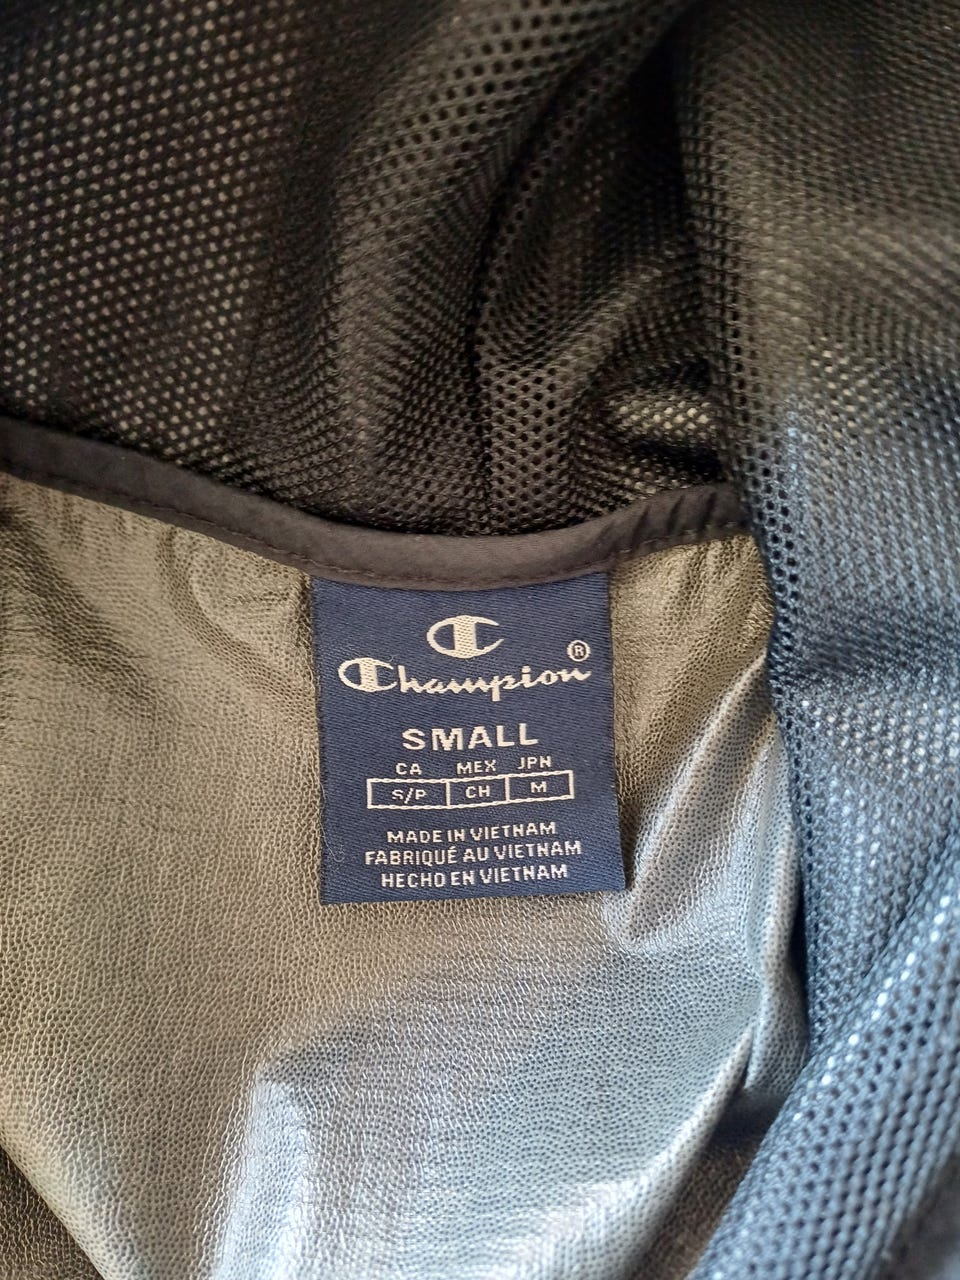 Champion®
SMALL
CA MEX JPN
S/P CH M
MADE IN VIETNAM
FABRIQUÉ AU VIETNAM
HECHO EN VIETNAM